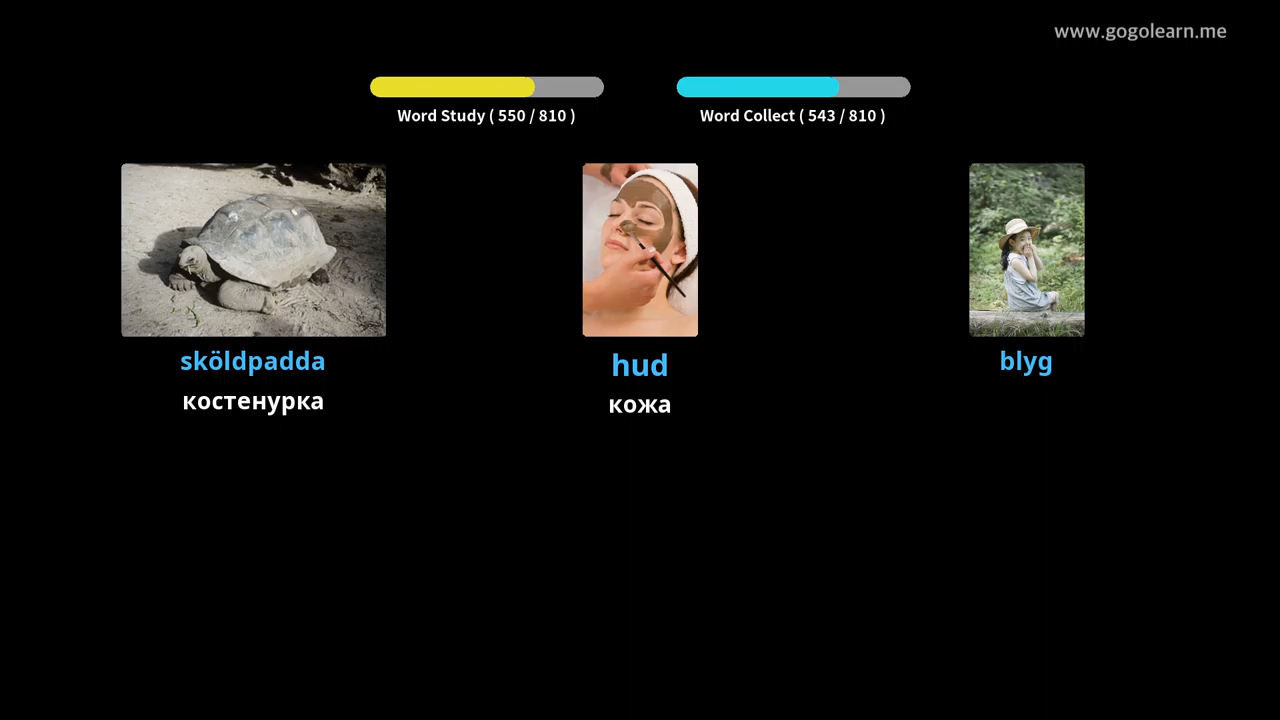 www.gogolearn.me
Word Study ( 550 / 810 )
Word Collect ( 543 / 810 )
sköldpadda
костенурка
hud
кожа
blyg